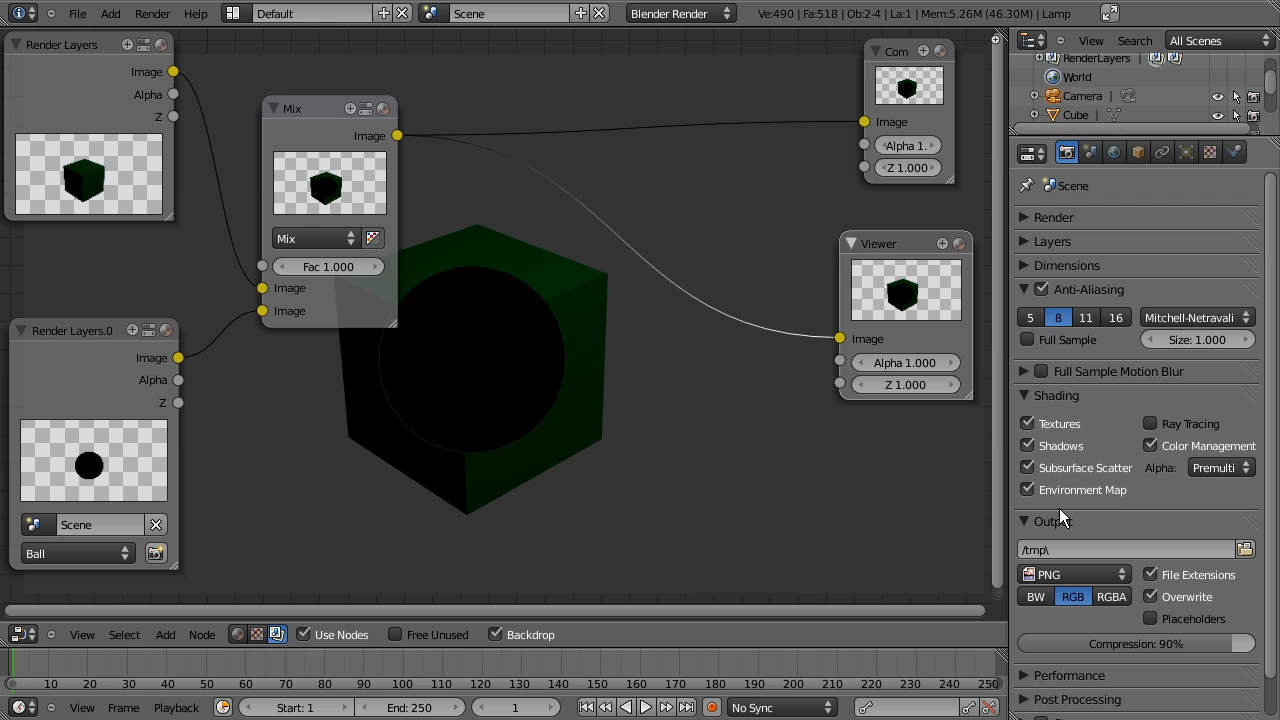 File Add Render Help Default Scene Blender Render Ve:490 | Fa:518 | Ob:2-4 | La:1 | Mem:5.26M (46.30M) | Lamp
Render Layers
Image
Alpha
Z
Mix
Image
Mix
Fac 1.000
Image
Image
Render Layers.0
Image
Alpha
Z
Scene
Ball
Com
Image
Alpha 1.
Z 1.000
Viewer
Image
Alpha 1.000
Z 1.000
View Select Add Node Use Nodes Free Unused Backdrop
10 20 30 40 50 60 70 80 90 100 110 120 130 140 150 160 170 180 190 200 210 220 230 240 250
View Frame Playback Start: 1 End: 250 1 No Sync
View Search All Scenes
RenderLayers
World
Camera
Cube
Scene
Render
Layers
Dimensions
Anti-Aliasing
5 8 11 16 Mitchell-Netravali
Full Sample Size: 1.000
Full Sample Motion Blur
Shading
Textures Ray Tracing
Shadows Color Management
Subsurface Scatter Alpha: Premulti
Environment Map
Output
/tmp\
PNG File Extensions
BW RGB RGBA Overwrite
Placeholders
Compression: 90%
Performance
Post Processing